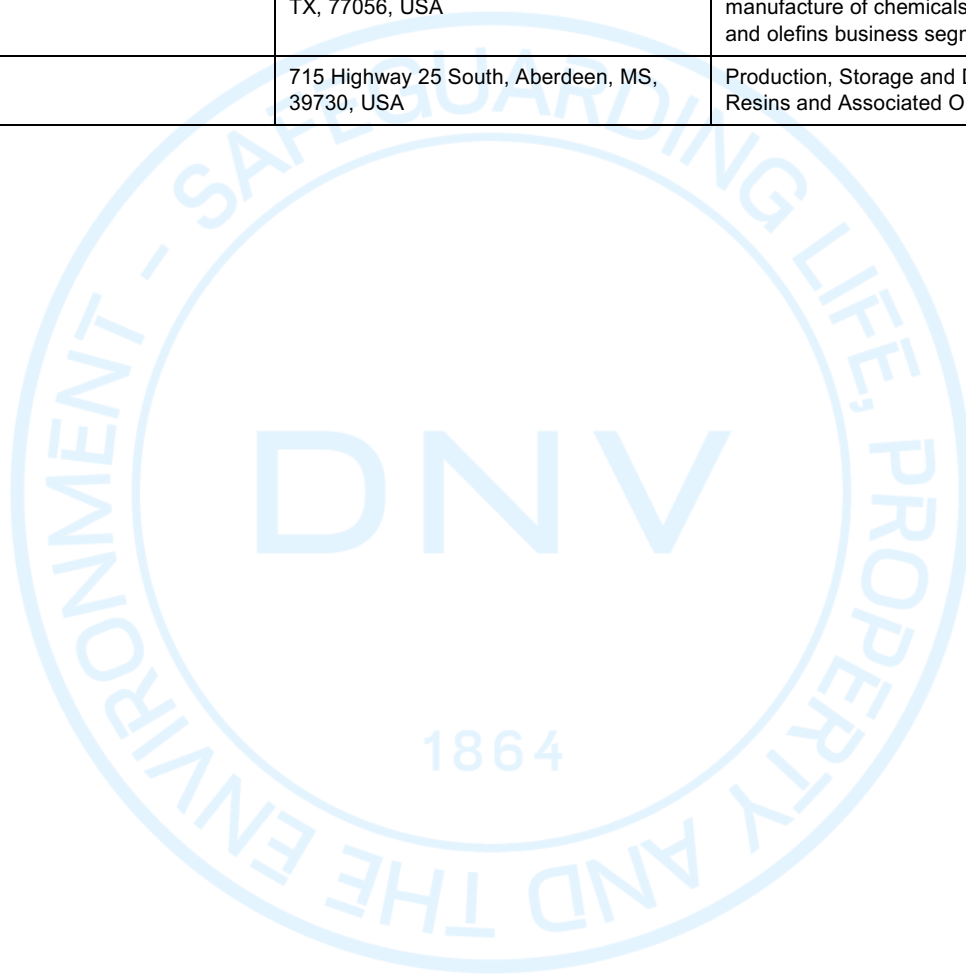 TX, 77056, USA
manufacture of chemicals
and olefins business
715 Highway 25 South, Aberdeen, MS,
39730, USA
Production, Storage and
Resins and Associated
SAFEGUARDING LIFE, PROPERTY AND THE ENVIRONMENT -
DNV
1864